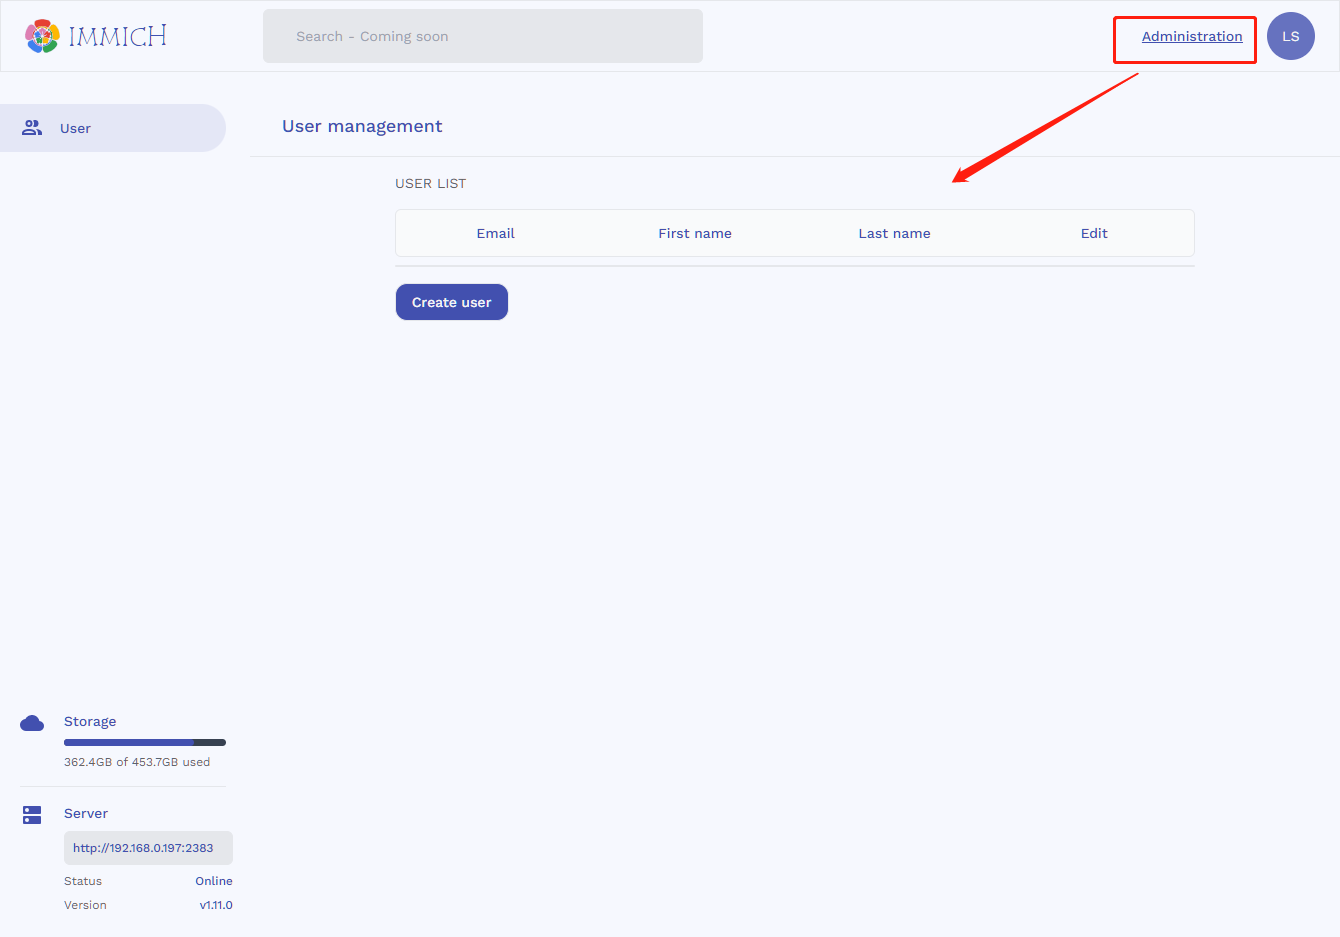 IMMICH
Search - Coming soon
Administration
LS
User
User management
USER LIST
Email First name Last name Edit
Create user
Storage
362.4GB of 453.7GB used
Server
http://192.168.0.197:2383
Status Online
Version v1.11.0